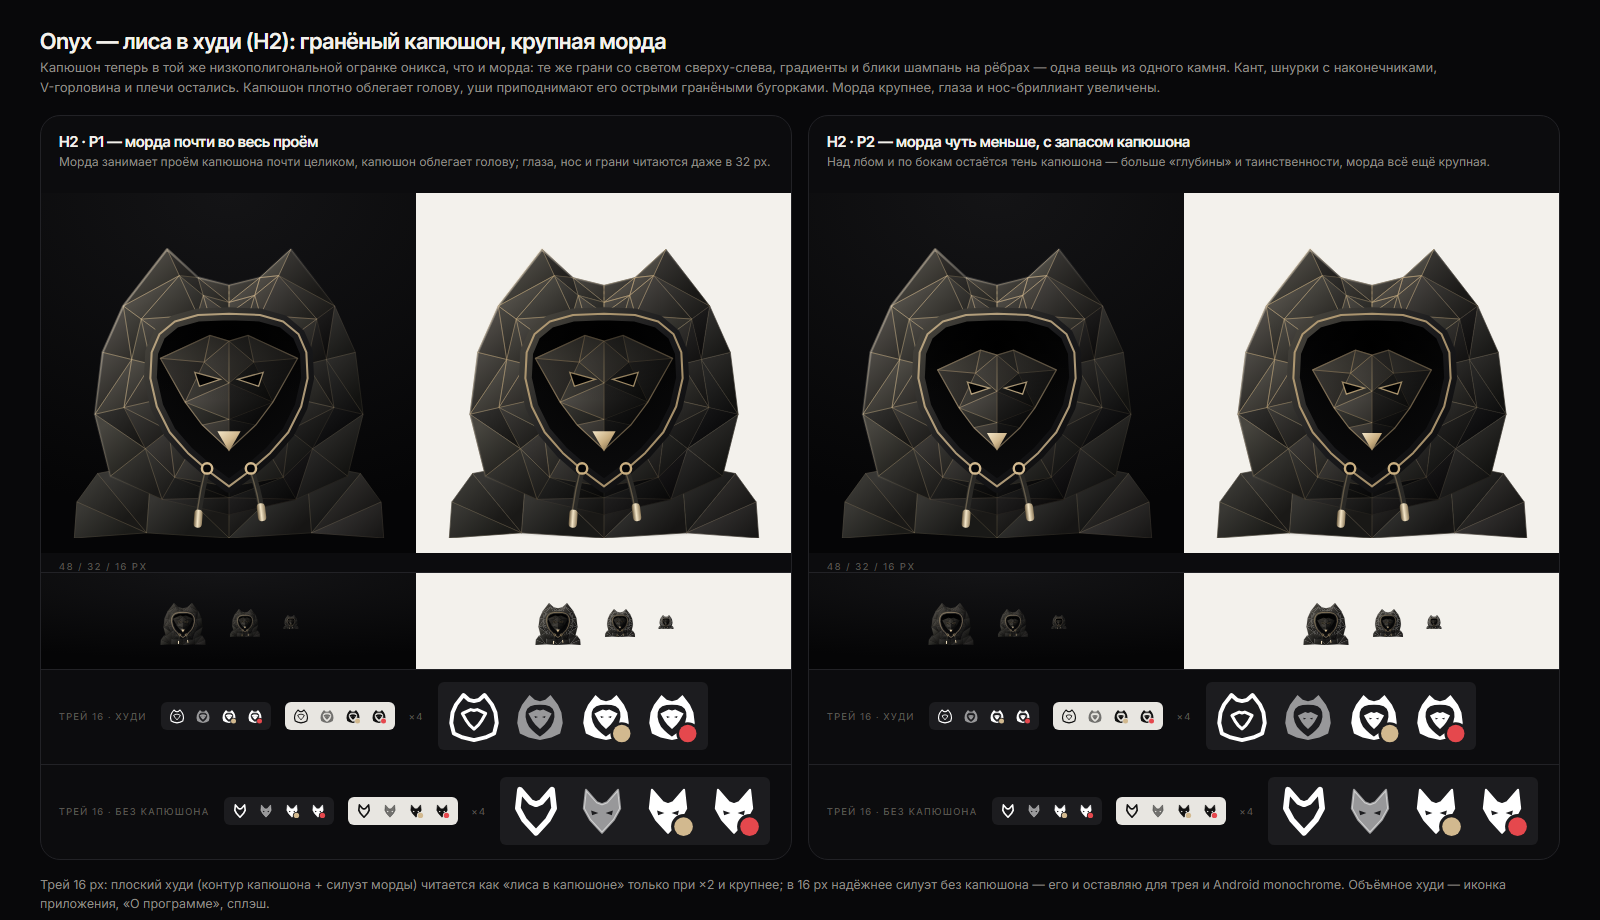 Onyx — лиса в худи (H2): гранёный капюшон, крупная морда
Капюшон теперь в той же низкополигональной огранке оникса, что и морда: те же грани со светом сверху-слева, градиенты и блики шампань на рёбрах — одна вещь из одного камня. Кант, шнурки с наконечниками,
V-горловина и плечи остались. Капюшон плотно облегает голову, уши приподнимают его острыми гранёными бугорками. Морда крупнее, глаза и нос-бриллиант увеличены.
H2 · P1 — морда почти во весь проём
Морда занимает проём капюшона почти целиком, капюшон облегает голову; глаза, нос и грани читаются даже в 32 px.
48 / 32 / 16 PX
ТРЕЙ 16 · ХУДИ
×4
ТРЕЙ 16 · БЕЗ КАПЮШОНА
×4
H2 · P2 — морда чуть меньше, с запасом капюшона
Над лбом и по бокам остаётся тень капюшона — больше «глубины» и таинственности, морда всё ещё крупная.
48 / 32 / 16 PX
ТРЕЙ 16 · ХУДИ
×4
ТРЕЙ 16 · БЕЗ КАПЮШОНА
×4
Трей 16 px: плоский худи (контур капюшона + силуэт морды) читается как «лиса в капюшоне» только при ×2 и крупнее; в 16 px надёжнее силуэт без капюшона — его и оставляю для трея и Android monochrome. Объёмное худи — иконка
приложения, «О программе», сплэш.